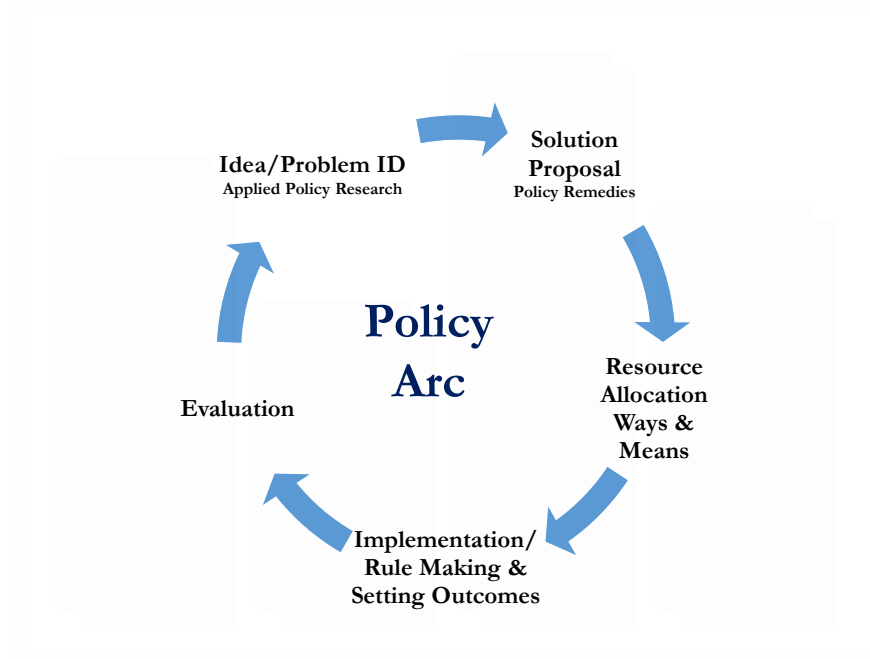 Idea/Problem ID
Applied Policy Research
Solution
Proposal
Policy Remedies
Resource
Allocation
Ways &
Means
Implementation/
Rule Making &
Setting Outcomes
Evaluation
Policy
Arc